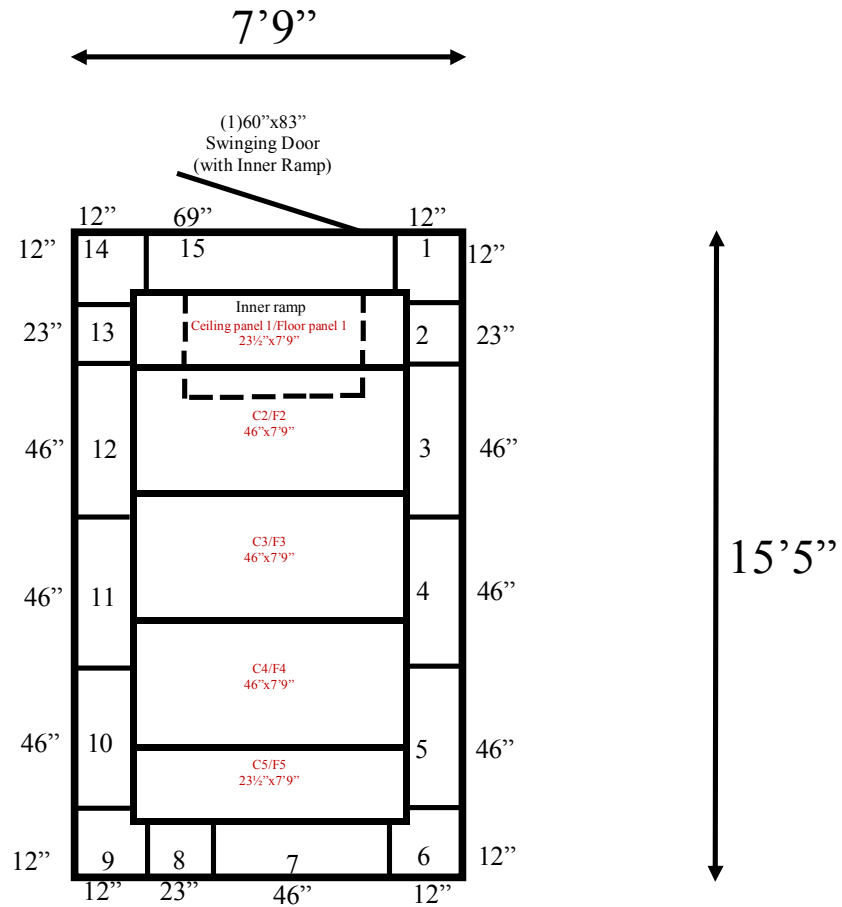 7’9”
(1)60”x83”
Swinging Door
(with Inner Ramp)
12” 69” 12”
12” 14 15 1 12”
Inner ramp
Ceiling panel 1/Floor panel 1
23½”x7’9”
23” 13 2 23”
C2/F2
46”x7’9”
46” 12 3 46”
C3/F3
46”x7’9”
15’5”
46” 11 4 46”
C4/F4
46”x7’9”
46” 10 5 46”
C5/F5
23½”x7’9”
12” 9 8 7 6 12”
12” 23” 46” 12”